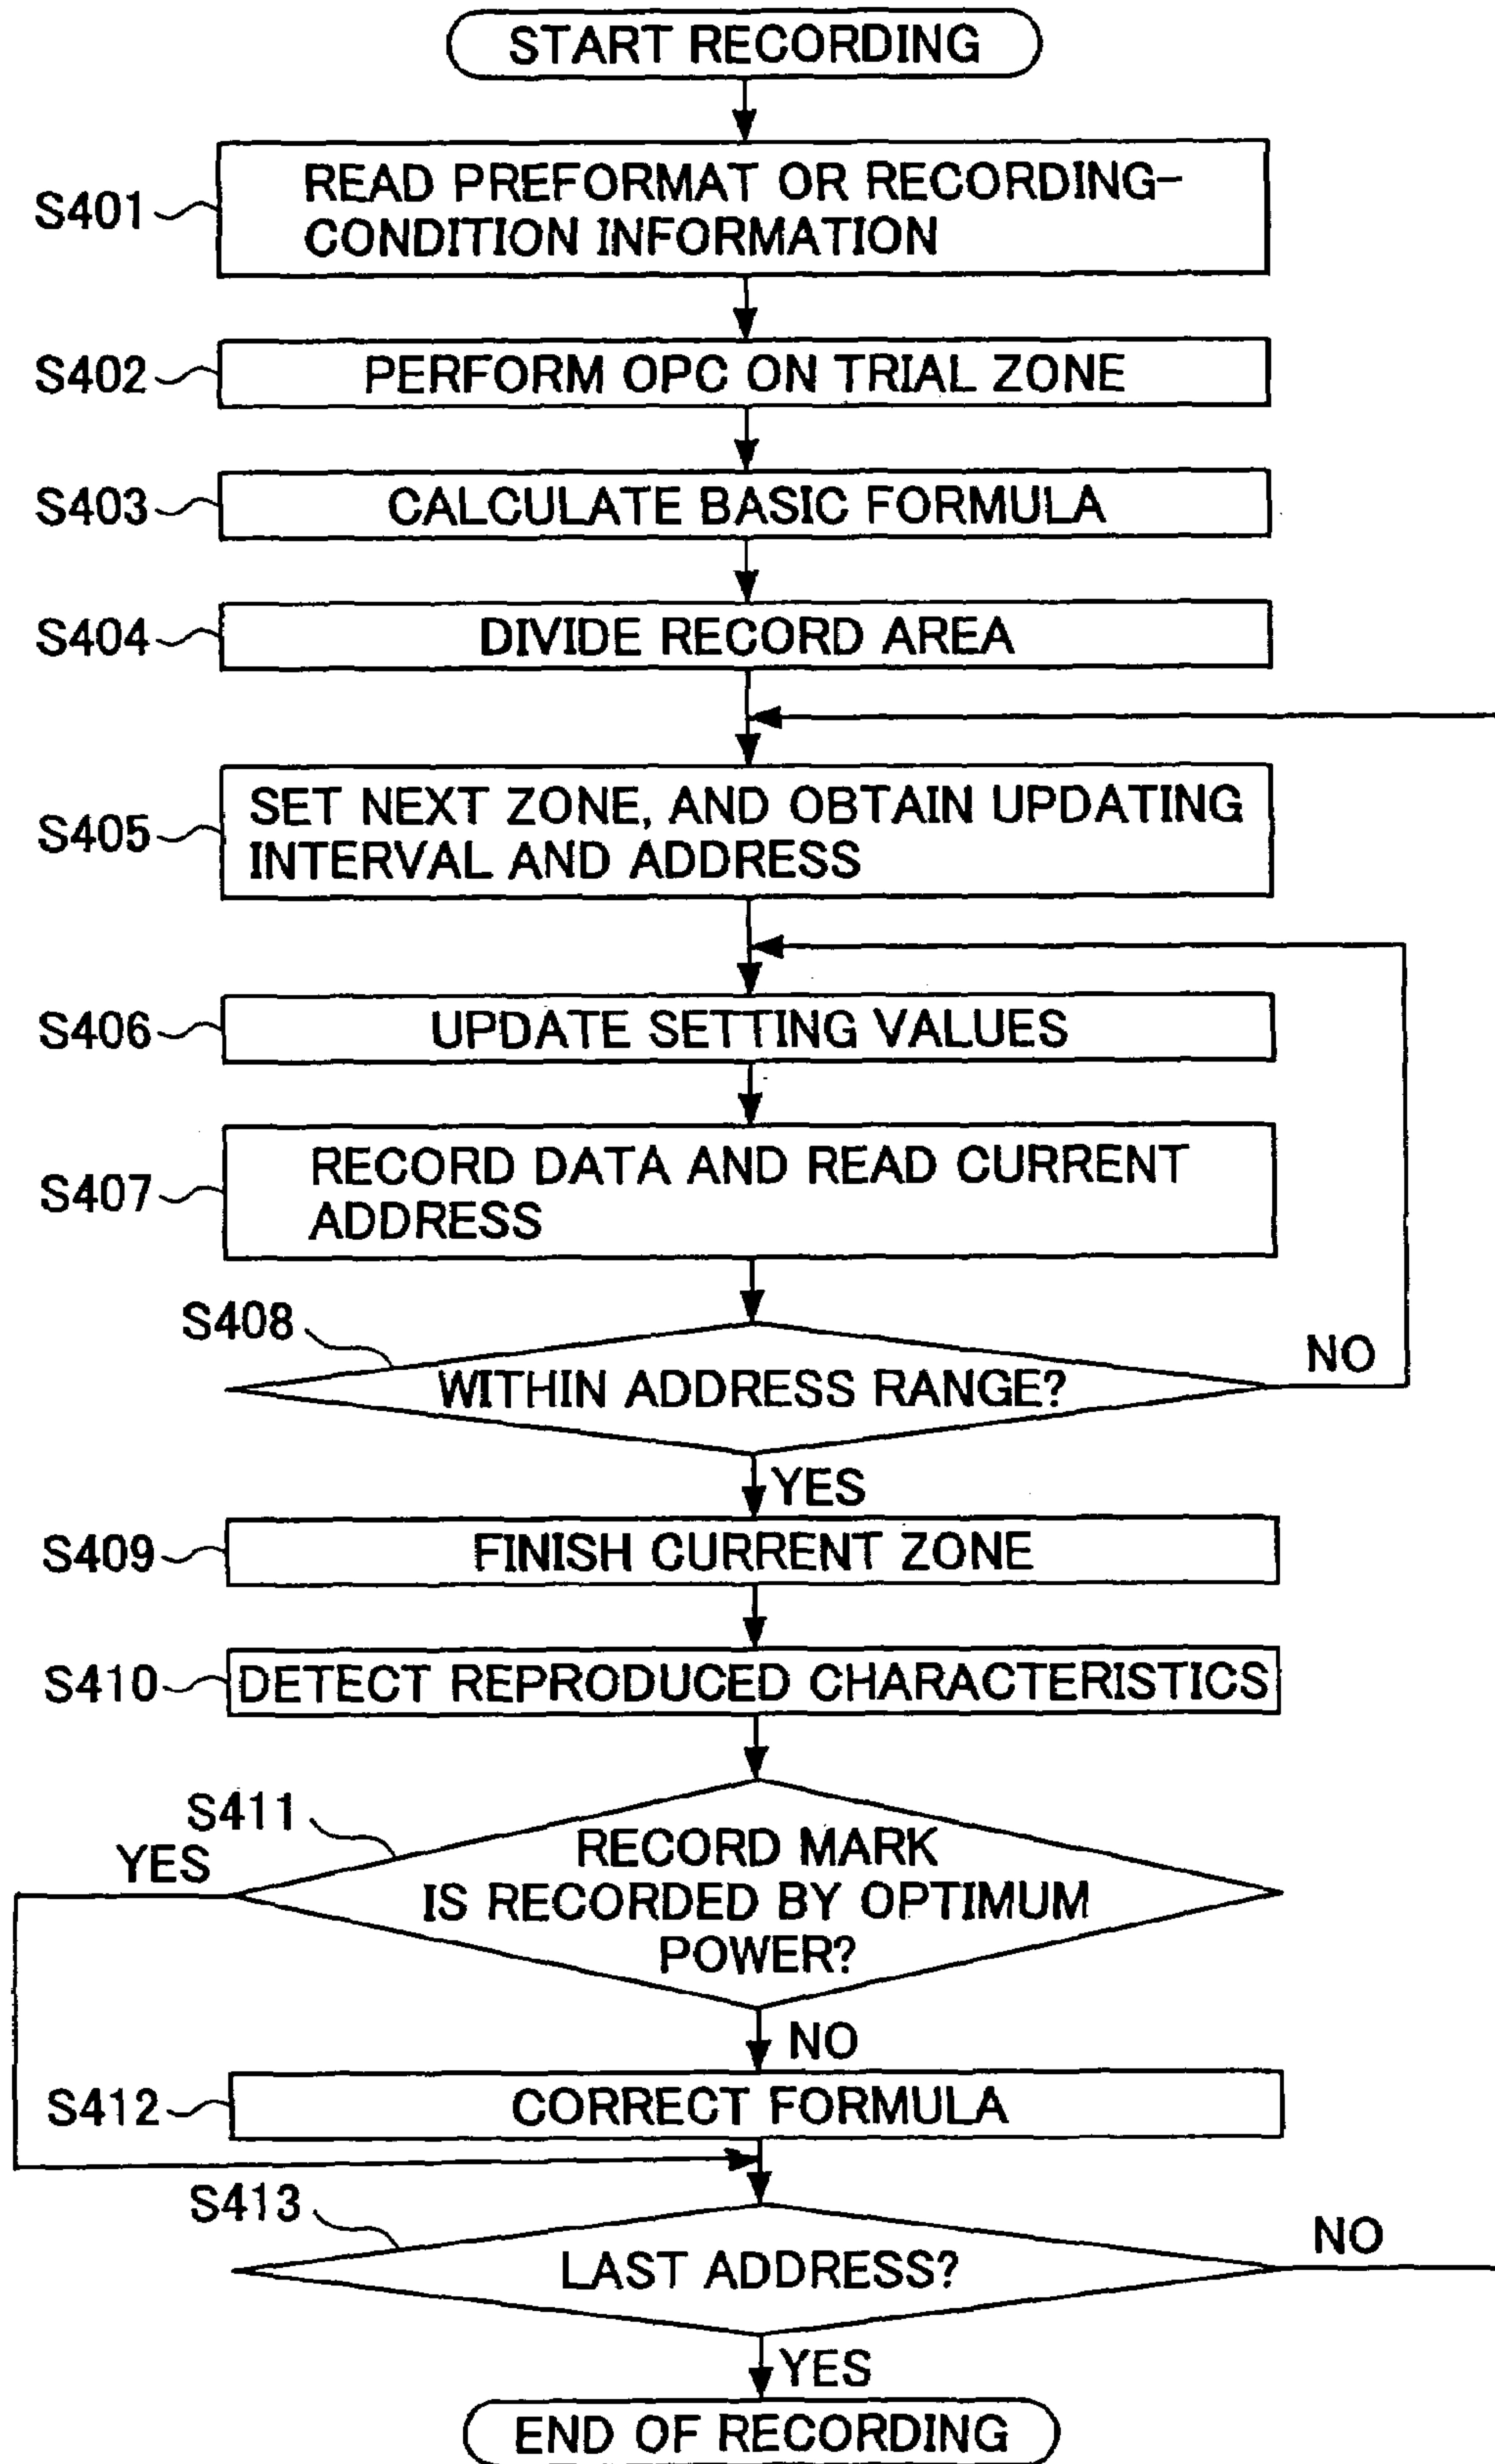 START RECORDING
S401
READ PREFORMAT OR RECORDING-
CONDITION INFORMATION
S402
PERFORM OPC ON TRIAL ZONE
S403
CALCULATE BASIC FORMULA
S404
DIVIDE RECORD AREA
S405
SET NEXT ZONE, AND OBTAIN UPDATING
INTERVAL AND ADDRESS
S406
UPDATE SETTING VALUES
S407
RECORD DATA AND READ CURRENT
ADDRESS
S408
WITHIN ADDRESS RANGE?
NO
YES
S409
FINISH CURRENT ZONE
S410
DETECT REPRODUCED CHARACTERISTICS
S411
YES
RECORD MARK
IS RECORDED BY OPTIMUM
POWER?
NO
S412
CORRECT FORMULA
S413
LAST ADDRESS?
NO
YES
END OF RECORDING